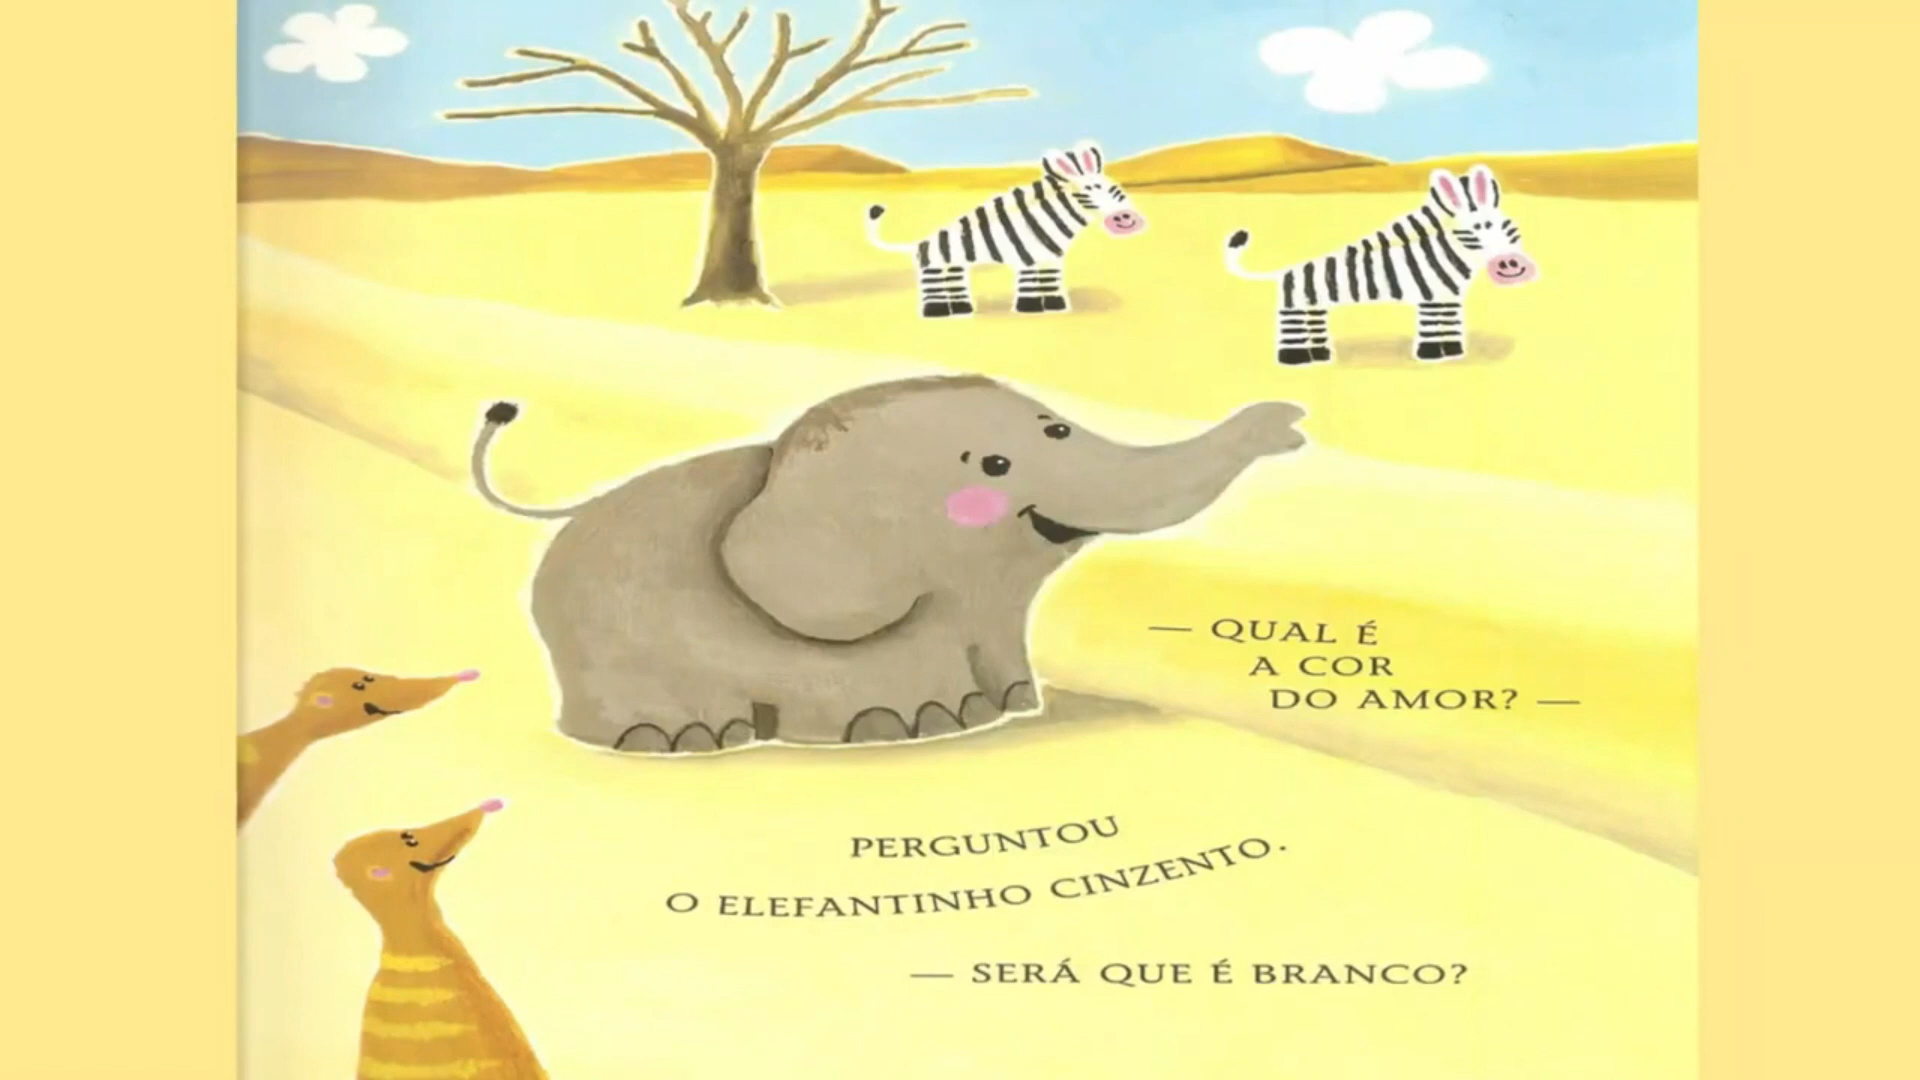 — QUAL É
A COR
DO AMOR? —
PERGUNTOU
O ELEFANTINHO CINZENTO.
— SERÁ QUE É BRANCO?